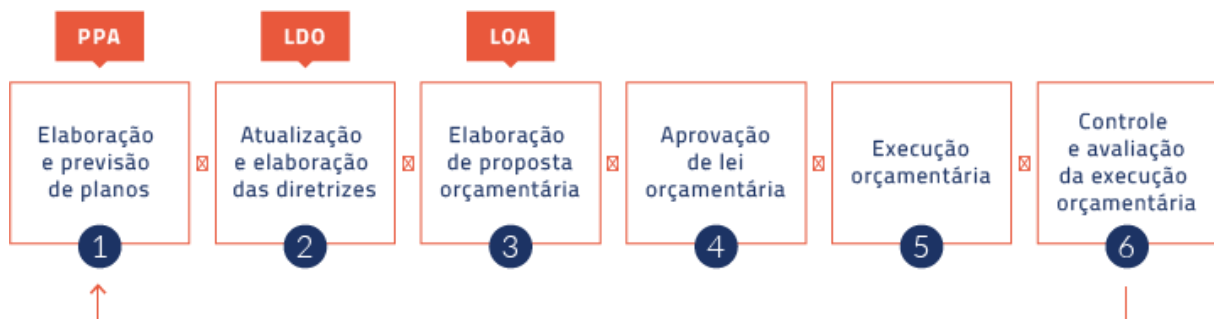 PPA
LDO
LOA
Elaboração
e previsão
de planos
1
Atualização
e elaboração
das diretrizes
2
Elaboração
de proposta
orçamentária
3
Aprovação
de lei
orçamentária
4
Execução
orçamentária
5
Controle
e avaliação
da execução
orçamentária
6